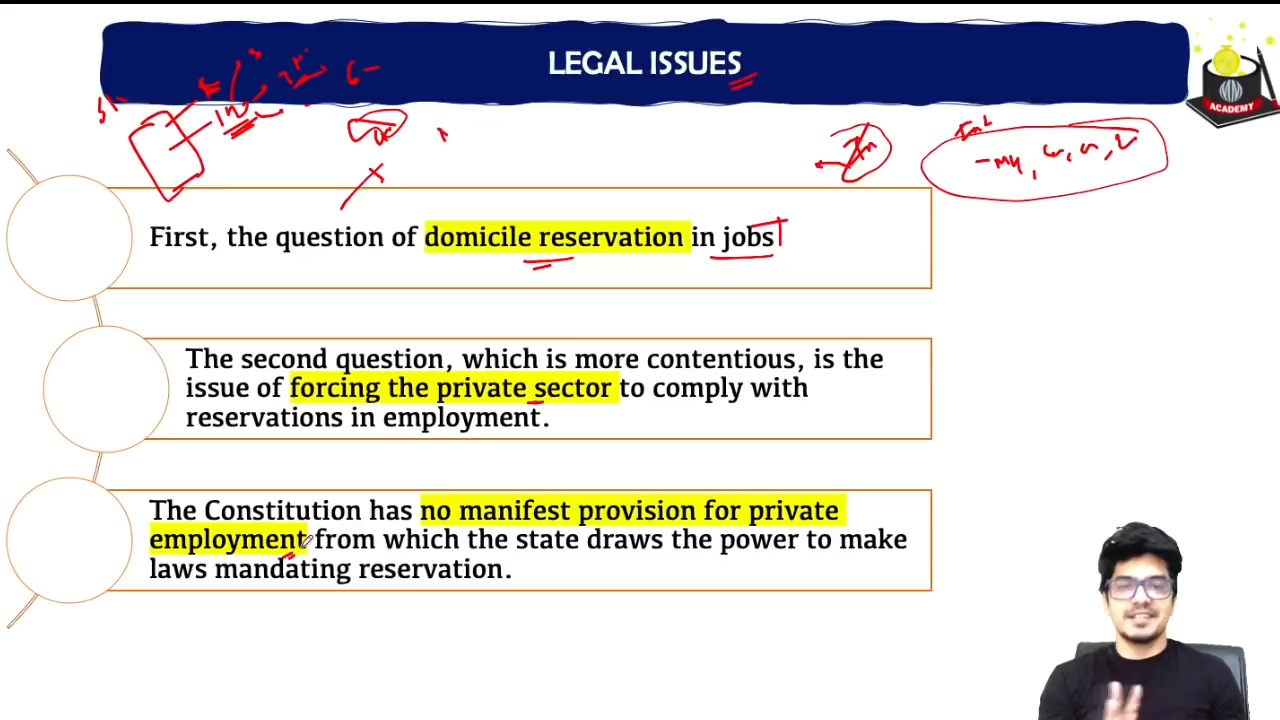 LEGAL ISSUES
ACADEMY
First, the question of domicile reservation in jobs
The second question, which is more contentious, is the
issue of forcing the private sector to comply with
reservations in employment.
The Constitution has no manifest provision for private
employment from which the state draws the power to make
laws mandating reservation.